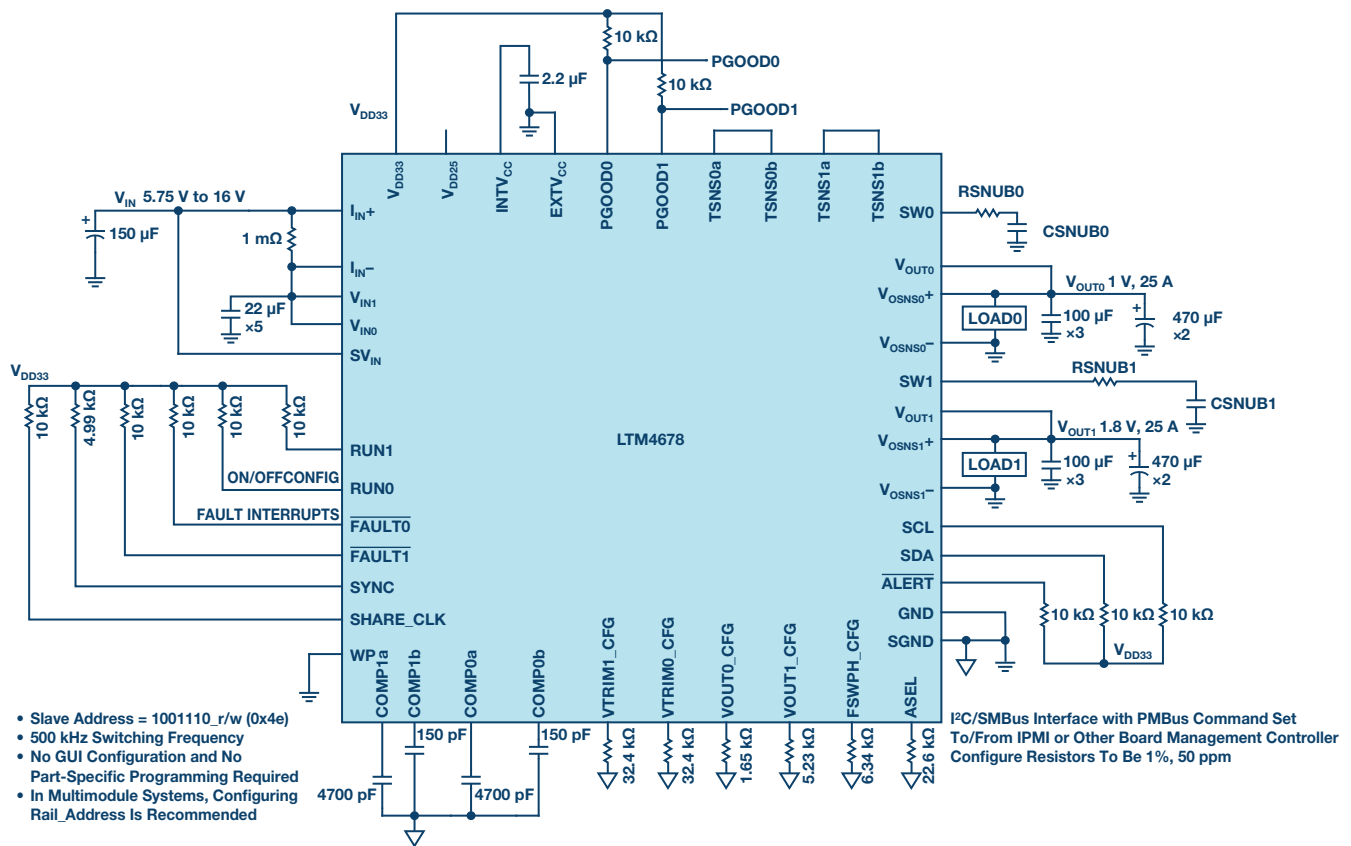 10 kΩ
PGOOD0
2.2 µF
10 kΩ
PGOOD1
VDD33
VDD33
VDD25
INTVCC
EXTVCC
PGOOD0
PGOOD1
TSNS0a
TSNS0b
TSNS1a
TSNS1b
VIN 5.75 V to 16 V
+
150 µF
1 mΩ
22 µF
×5
IIN+
IIN−
VIN1
VIN0
SVIN
VDD33
10 kΩ
4.99 kΩ
10 kΩ
10 kΩ
10 kΩ
10 kΩ
RUN1
ON/OFFCONFIG
RUN0
FAULT INTERRUPTS
FAULT0
FAULT1
SYNC
SHARE_CLK
WP
LTM4678
RSNUB0
SW0
CSNUB0
VOUT0
VOUT0 1 V, 25 A
VOSNS0+
LOAD0
100 µF
×3
+
470 µF
×2
VOSNS0−
RSNUB1
SW1
CSNUB1
VOUT1
VOUT1 1.8 V, 25 A
VOSNS1+
LOAD1
100 µF
×3
+
470 µF
×2
VOSNS1−
SCL
SDA
ALERT
GND
SGND
10 kΩ
10 kΩ
10 kΩ
VDD33
COMP1a
COMP1b
COMP0a
COMP0b
VTRIM1_CFG
VTRIM0_CFG
VOUT0_CFG
VOUT1_CFG
FSWPH_CFG
ASEL
150 pF
150 pF
4700 pF
4700 pF
32.4 kΩ
32.4 kΩ
1.65 kΩ
5.23 kΩ
6.34 kΩ
22.6 kΩ
• Slave Address = 1001110_r/w (0x4e)
• 500 kHz Switching Frequency
• No GUI Configuration and No
Part-Specific Programming Required
• In Multimodule Systems, Configuring
Rail_Address Is Recommended
I²C/SMBus Interface with PMBus Command Set
To/From IPMI or Other Board Management Controller
Configure Resistors To Be 1%, 50 ppm